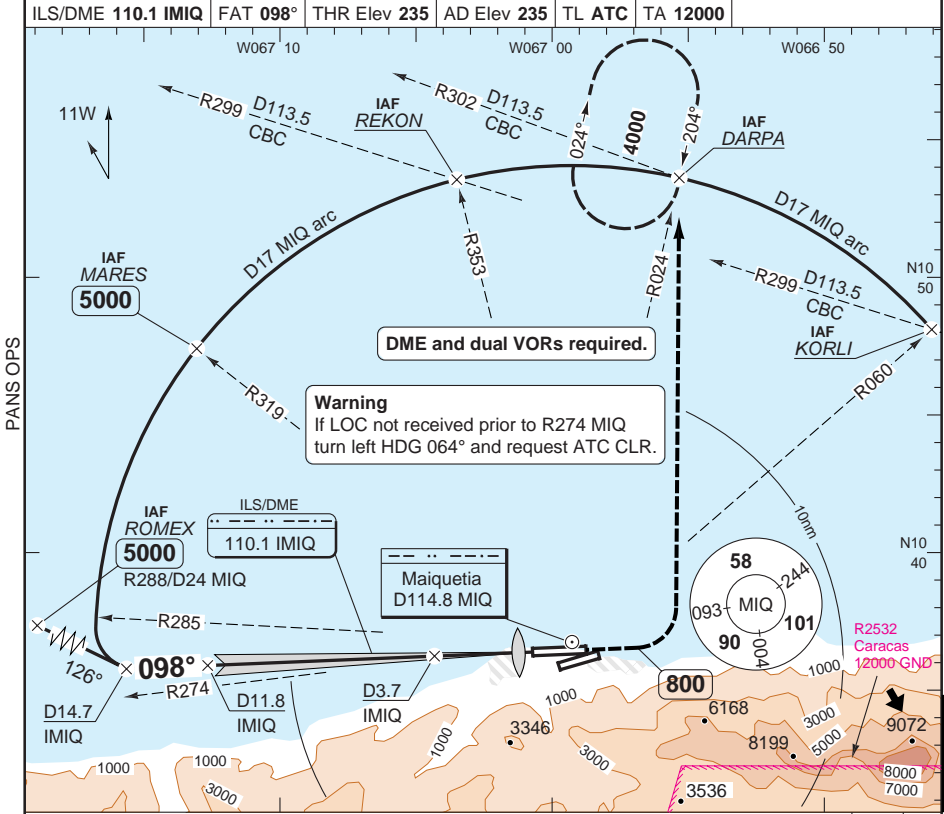 ILS/DME 110.1 IMIQ FAT 098° THR Elev 235 AD Elev 235 TL ATC TA 12000
W067 10
W067 00
W066 50
11W
R299
D113.5
CBC
IAF
REKON
R302
D113.5
CBC
024°
4000
204°
IAF
DARPA
D17 MIQ arc
D17 MIQ arc
IAF
MARES
5000
R353
R024
R299
D113.5
CBC
N10
50
IAF
KORLI
PANS OPS
DME and dual VORs required.
R319
R060
Warning
If LOC not received prior to R274 MIQ
turn left HDG 064° and request ATC CLR.
10nm
IAF
ROMEX
5000
R288/D24 MIQ
ILS/DME
110.1 IMIQ
Maiquetia
D114.8 MIQ
N10
40
58
244
093
MIQ
101
90
004
R285
R2532
Caracas
12000 GND
126°
098°
R274
D14.7
IMIQ
D11.8
IMIQ
D3.7
IMIQ
800
1000
1000
6168
3000
9072
1000
3346
8199
5000
3000
1000
1000
3000
8000
7000
3536